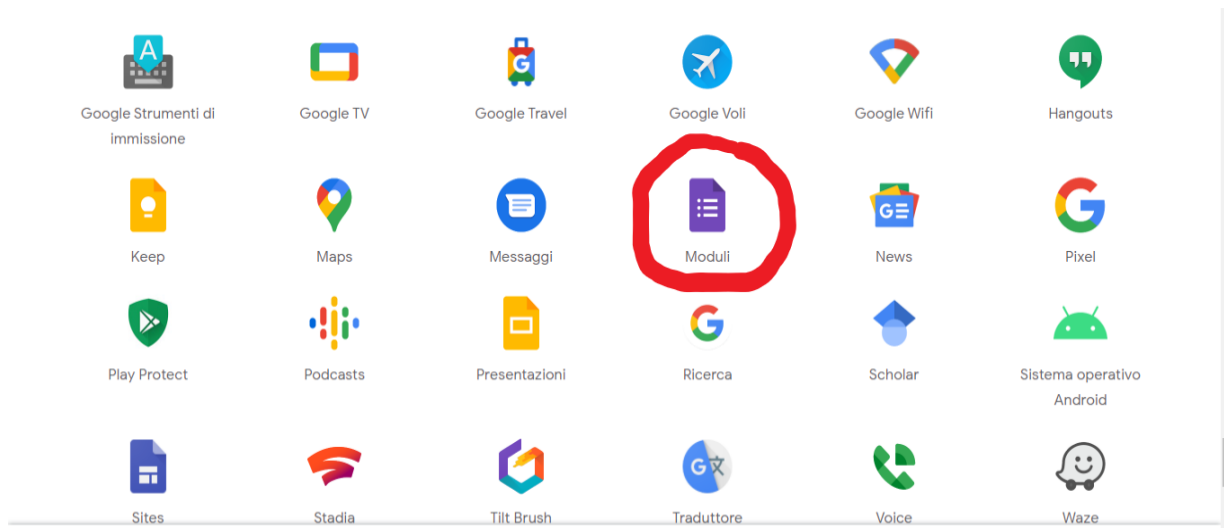 Google Strumenti di
immissione
Google TV
Google Travel
Google Voli
Google Wifi
Hangouts
Keep
Maps
Messaggi
Moduli
News
Pixel
Play Protect
Podcasts
Presentazioni
Ricerca
Scholar
Sistema operativo
Android
Sites
Stadia
Tilt Brush
Traduttore
Voice
Waze